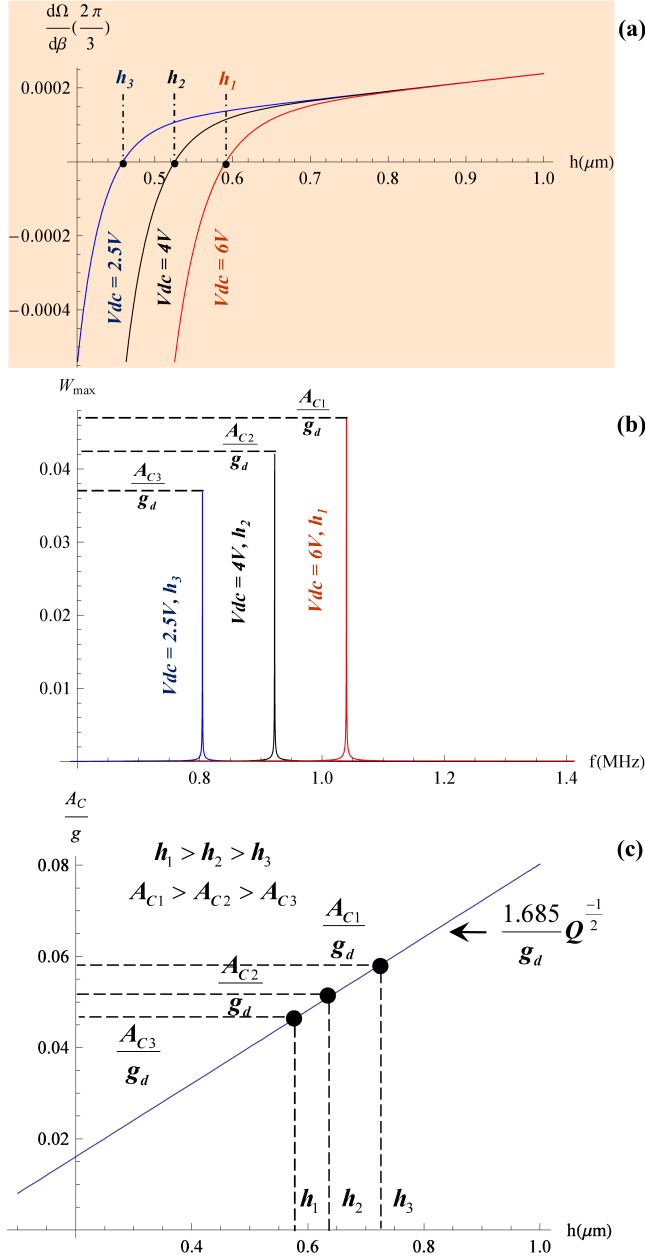 dΩ/dβ(2π/3)
(a)
0.0002
h3 h2 h1
0.5 0.6 0.7 0.8 0.9 1.0 h(μm)
−0.0002
−0.0004
Vdc = 2.5V
Vdc = 4V
Vdc = 6V
Wmax
(b)
AC1/gd
AC2/gd
AC3/gd
0.04
0.03
0.02
0.01
Vdc = 2.5V, h3
Vdc = 4V, h2
Vdc = 6V, h1
0.8 1.0 1.2 1.4 f(MHz)
AC/g
(c)
0.08
h1 > h2 > h3
AC1 > AC2 > AC3
AC1/gd
1.685/gd Q^(−1/2)
0.06
AC2/gd
0.04
AC3/gd
0.02
h1 h2 h3
0.4 0.6 0.8 1.0 h(μm)